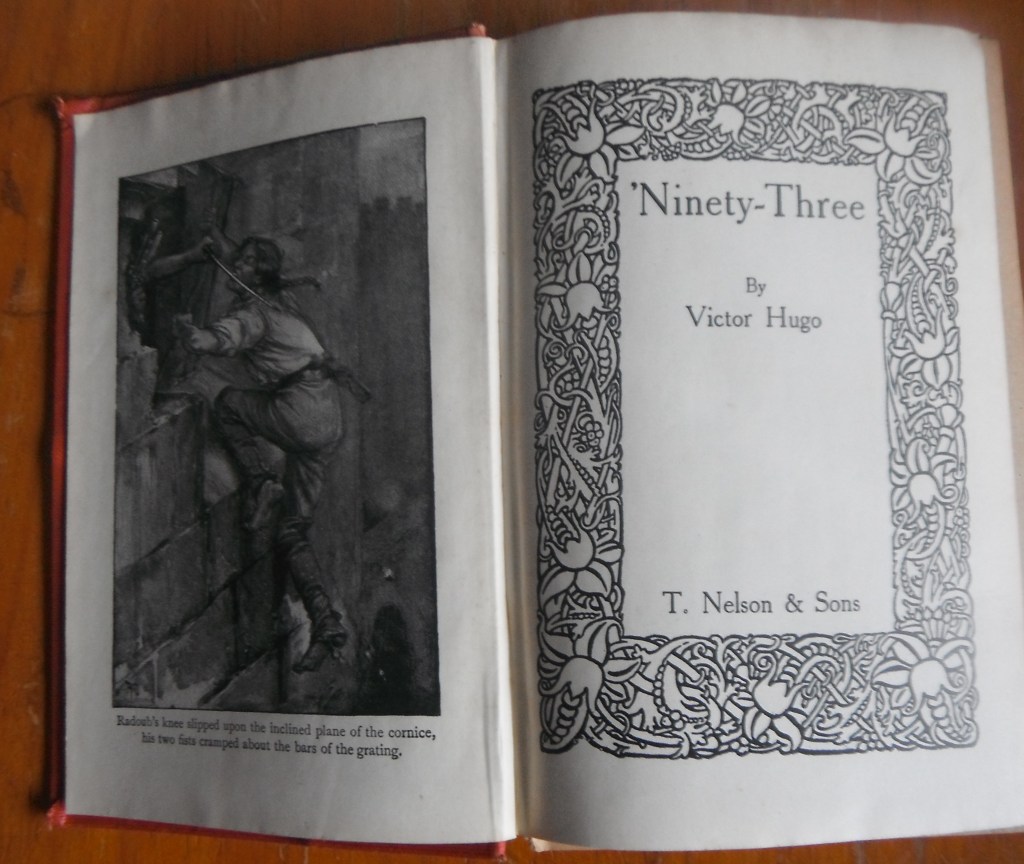 Radoub's knee slipped upon the inclined plane of the cornice,
his two fists cramped about the bars of the grating.
'Ninety-Three
By
Victor Hugo
T. Nelson & Sons